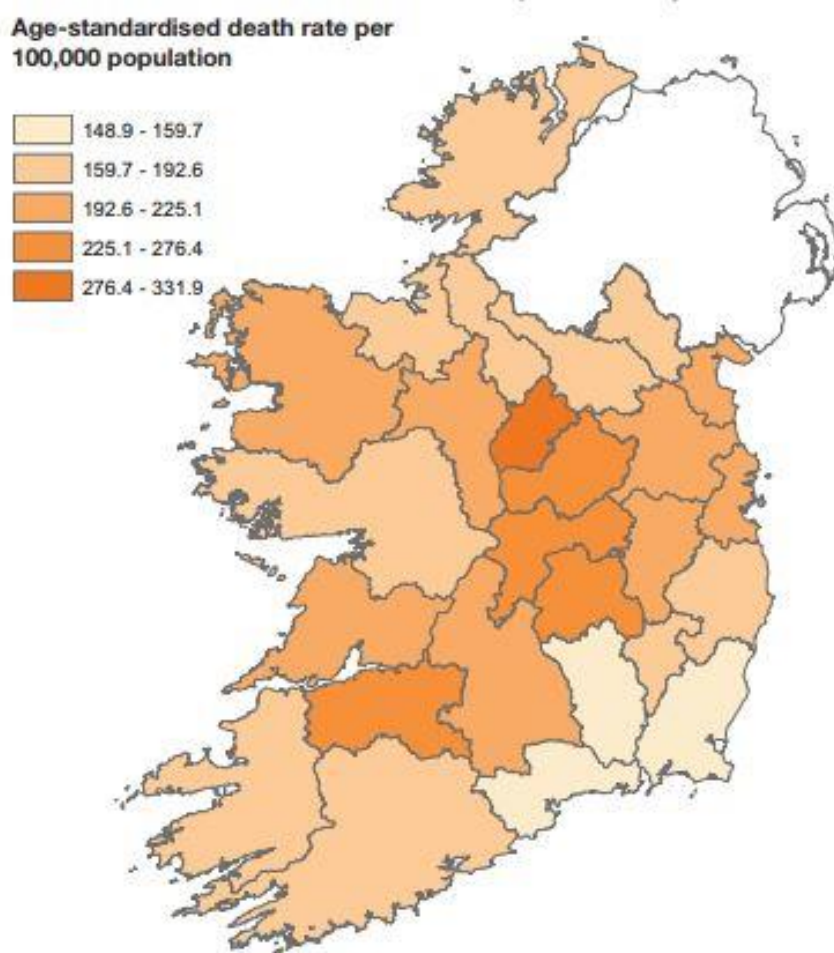 Age-standardised death rate per
100,000 population
148.9 - 159.7
159.7 - 192.6
192.6 - 225.1
225.1 - 276.4
276.4 - 331.9